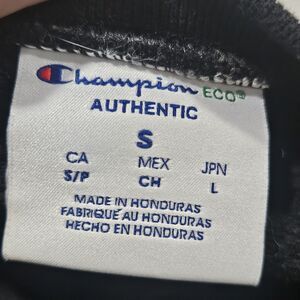 Champion ECO®
AUTHENTIC
S
CA MEX JPN
S/P CH L
MADE IN HONDURAS
FABRIQUÉ AU HONDURAS
HECHO EN HONDURAS